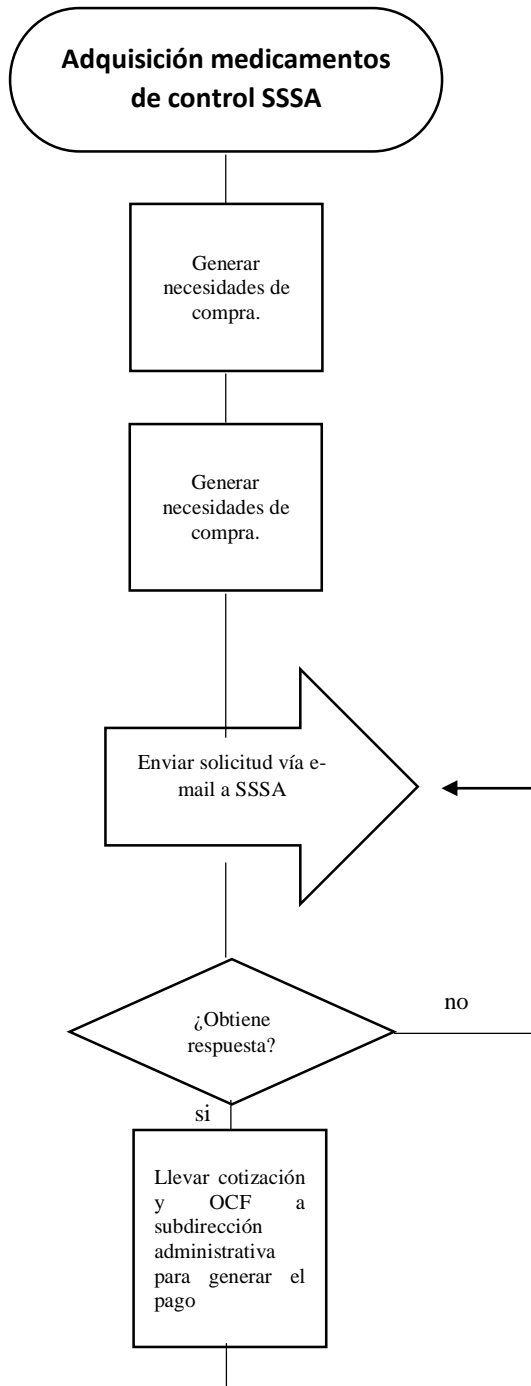 Adquisición medicamentos
de control SSSA
Generar
necesidades de
compra.
Generar
necesidades de
compra.
Enviar solicitud vía e-
mail a SSSA
¿Obtiene
respuesta?
no
si
Llevar cotización
y OCF a
subdirección
administrativa
para generar el
pago